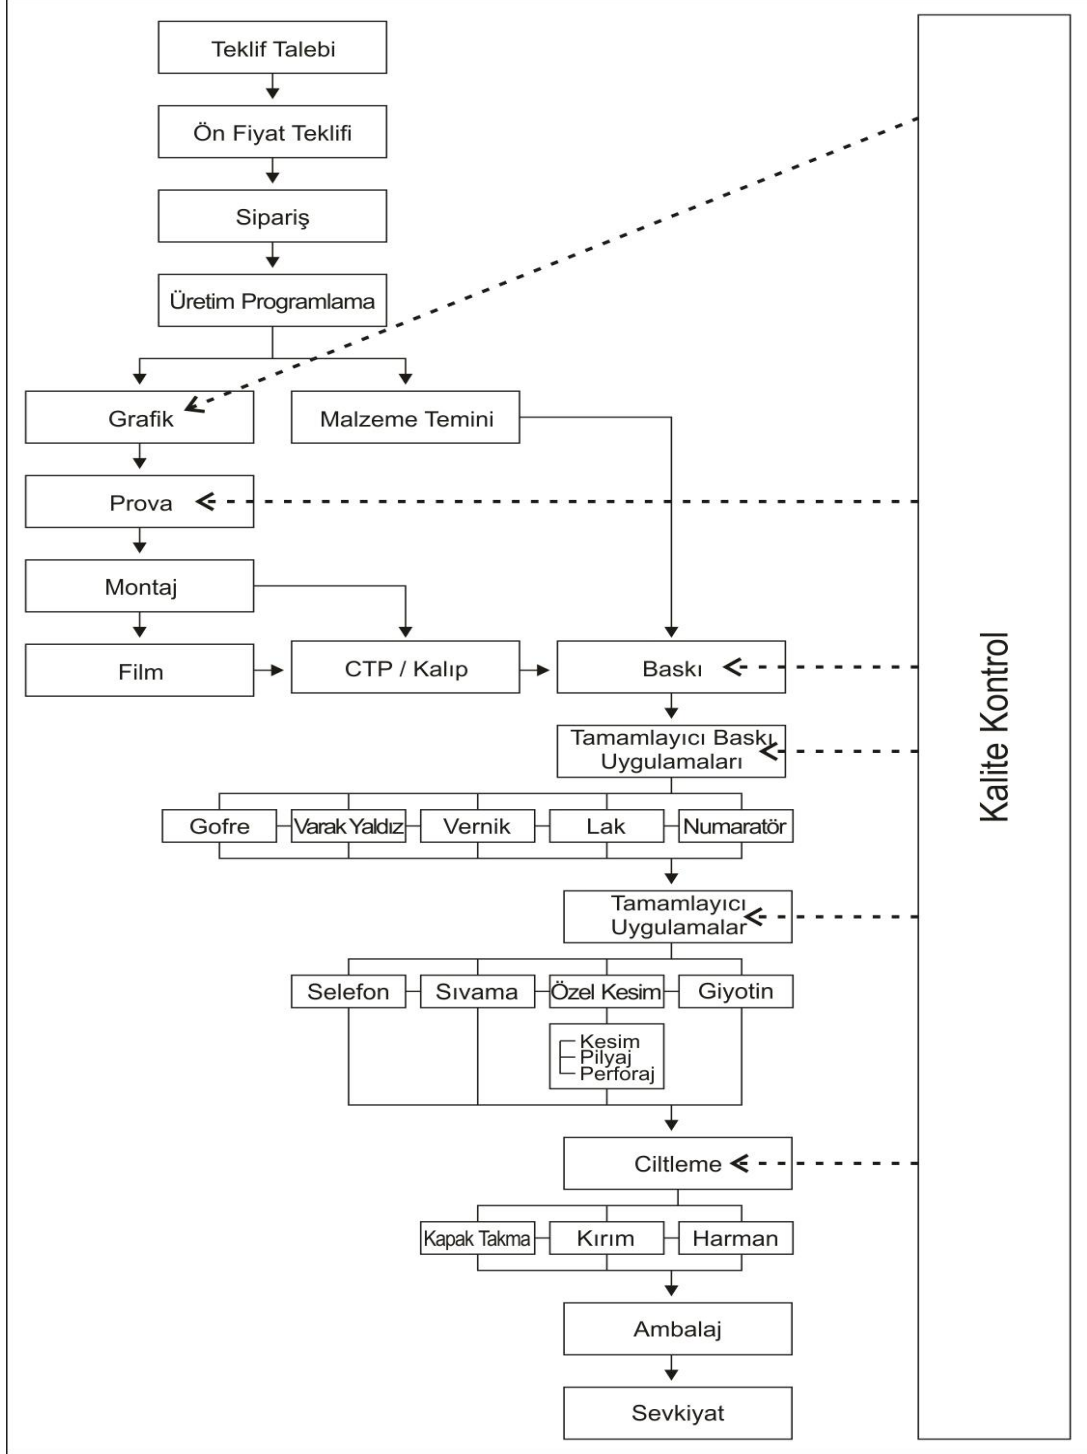 Teklif Talebi
Ön Fiyat Teklifi
Sipariş
Üretim Programlama
Grafik
Malzeme Temini
Prova
Montaj
Film
CTP / Kalıp
Baskı
Tamamlayıcı Baskı
Uygulamaları
Gofre
Varak Yaldız
Vernik
Lak
Numaratör
Tamamlayıcı
Uygulamalar
Selefon
Sıvama
Özel Kesim
Giyotin
Kesim
Pilyaj
Perforaj
Ciltleme
Kapak Takma
Kırım
Harman
Ambalaj
Sevkiyat
Kalite Kontrol